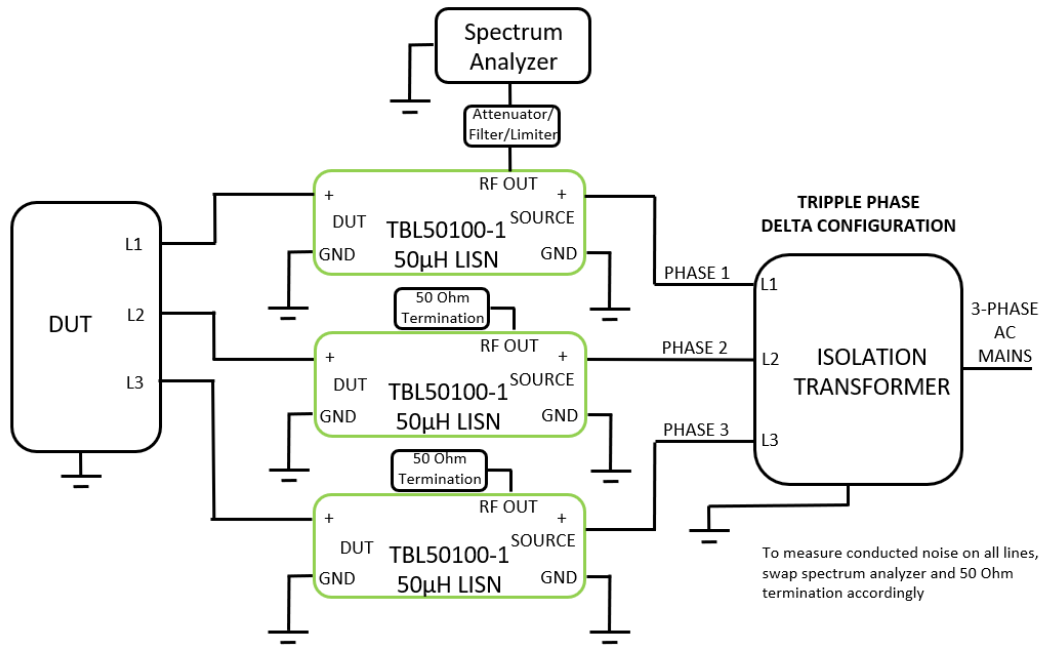 Spectrum
Analyzer
Attenuator/
Filter/Limiter
RF OUT
+
+
DUT
SOURCE
TBL50100-1
GND
GND
50µH LISN
TRIPPLE PHASE
DELTA CONFIGURATION
DUT
L1
L2
L3
PHASE 1
L1
50 Ohm
Termination
RF OUT
+
+
DUT
SOURCE
TBL50100-1
GND
GND
50µH LISN
PHASE 2
L2
ISOLATION
TRANSFORMER
3-PHASE
AC
MAINS
PHASE 3
L3
50 Ohm
Termination
RF OUT
+
+
DUT
SOURCE
TBL50100-1
GND
GND
50µH LISN
To measure conducted noise on all lines,
swap spectrum analyzer and 50 Ohm
termination accordingly